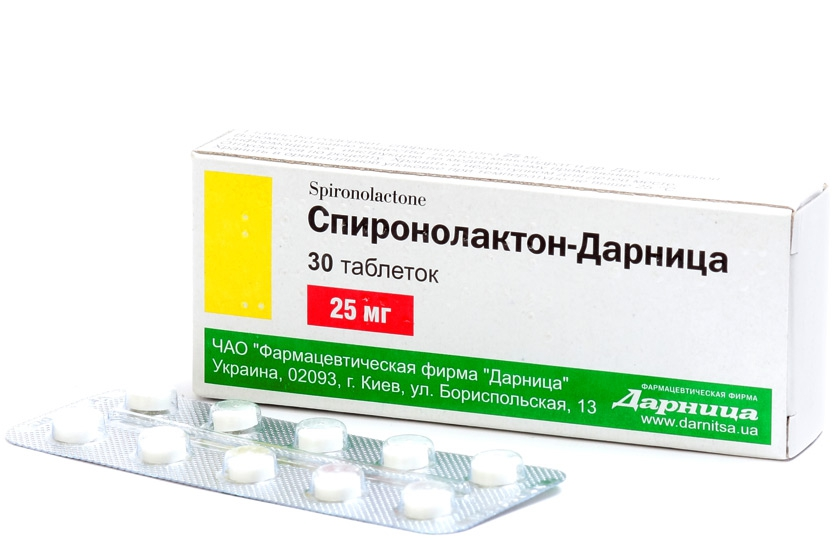 Spironolactone
Спиронолактон-Дарница
30 таблеток
25 мг
ЧАО "Фармацевтическая фирма "Дарница"
Украина, 02093, г. Киев, ул. Бориспольская, 13
ФАРМАЦЕВТИЧЕСКАЯ ФИРМА
Дарница
www.darnitsa.ua